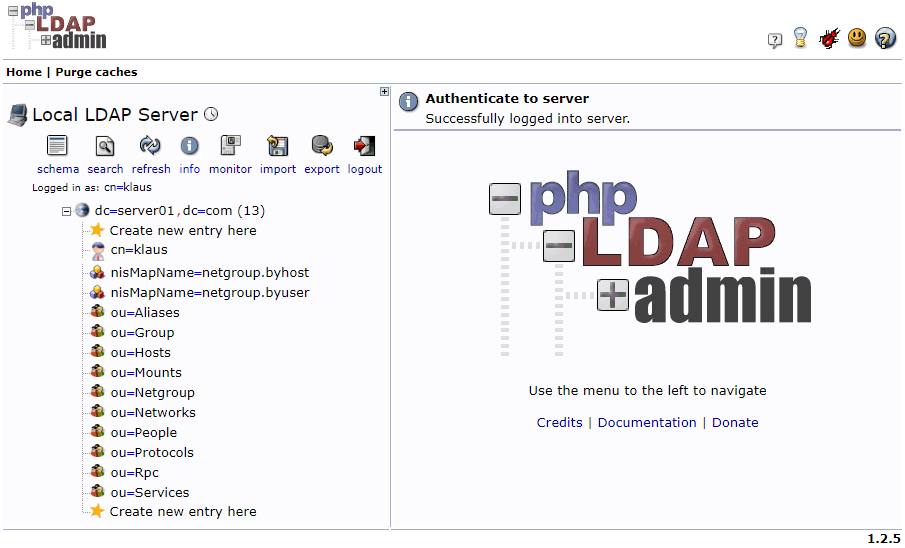 php
LDAP
admin
Home | Purge caches
Local LDAP Server
schema search refresh info monitor import export logout
Logged in as: cn=klaus
dc=server01,dc=com (13)
Create new entry here
cn=klaus
nisMapName=netgroup.byhost
nisMapName=netgroup.byuser
ou=Aliases
ou=Group
ou=Hosts
ou=Mounts
ou=Netgroup
ou=Networks
ou=People
ou=Protocols
ou=Rpc
ou=Services
Create new entry here
Authenticate to server
Successfully logged into server.
php
LDAP
admin
Use the menu to the left to navigate
Credits | Documentation | Donate
1.2.5